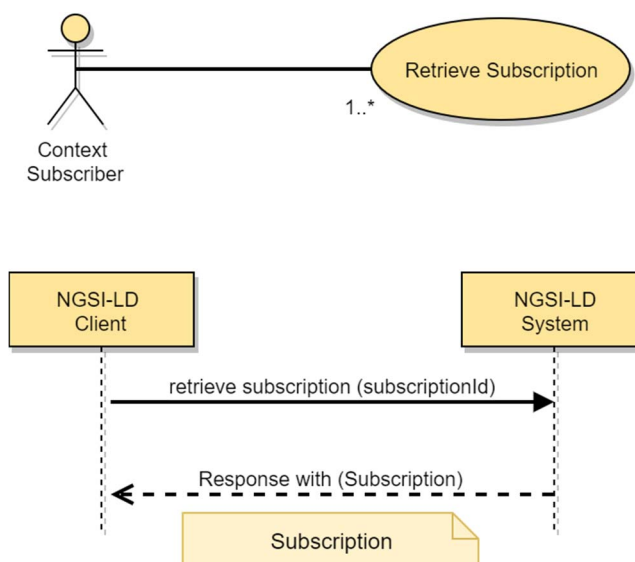 Retrieve Subscription
1..*
Context
Subscriber
NGSI-LD
Client
NGSI-LD
System
retrieve subscription (subscriptionId)
Response with (Subscription)
Subscription